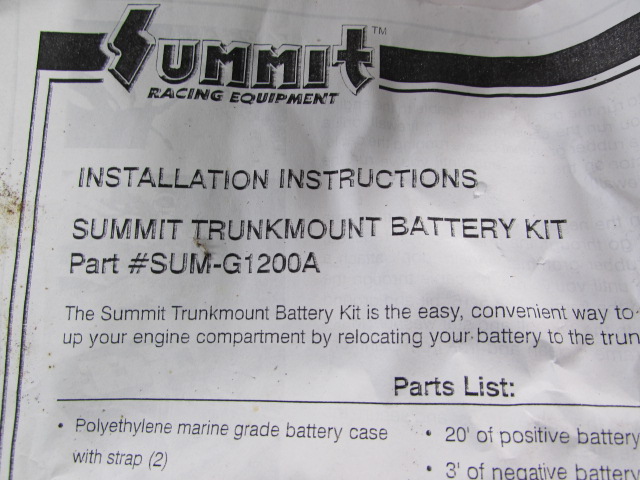 SUMMIT™
RACING EQUIPMENT
INSTALLATION INSTRUCTIONS
SUMMIT TRUNKMOUNT BATTERY KIT
Part #SUM-G1200A
The Summit Trunkmount Battery Kit is the easy, convenient way to
up your engine compartment by relocating your battery to the trun
Parts List:
• Polyethylene marine grade battery case
with strap (2)
• 20' of positive battery
• 3' of negative battery